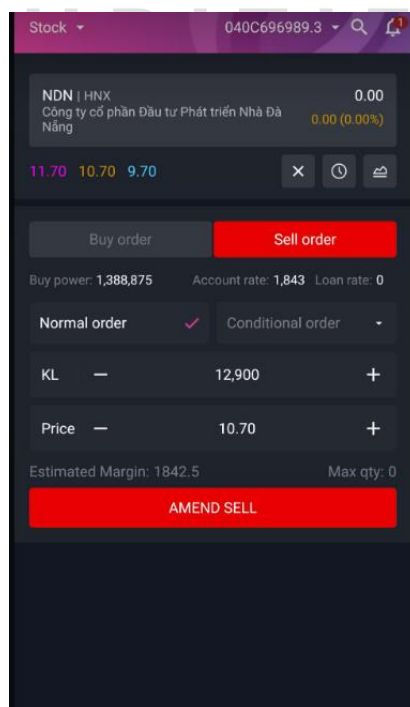 Stock 040C696989.3 1
NDN | HNX 0.00
Công ty cổ phần Đầu tư Phát triển Nhà Đà
Nẵng 0.00 (0.00%)
11.70 10.70 9.70
Buy order Sell order
Buy power: 1,388,875 Account rate: 1,843 Loan rate: 0
Normal order Conditional order
KL 12,900
Price 10.70
Estimated Margin: 1842.5 Max qty: 0
AMEND SELL